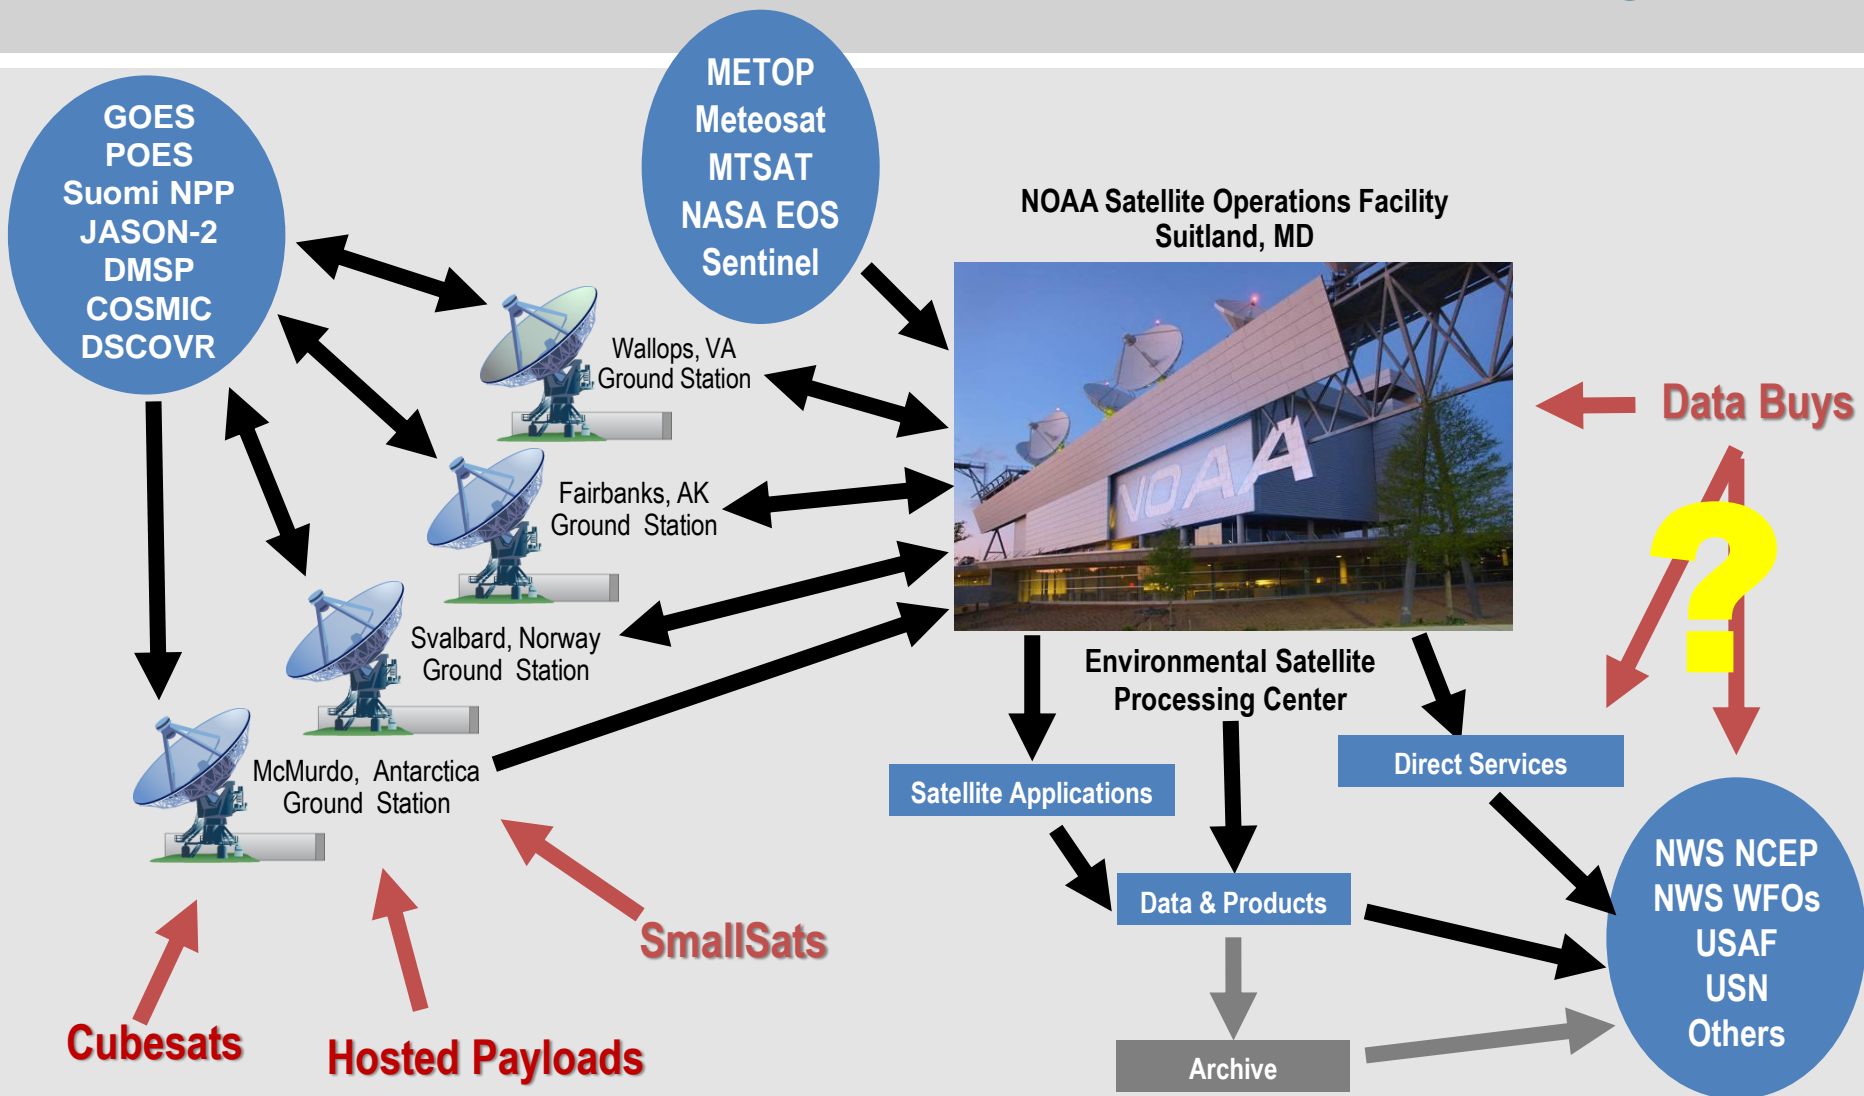 GOES
POES
Suomi NPP
JASON-2
DMSP
COSMIC
DSCOVR
METOP
Meteosat
MTSAT
NASA EOS
Sentinel
NOAA Satellite Operations Facility
Suitland, MD
Wallops, VA
Ground Station
Fairbanks, AK
Ground Station
Svalbard, Norway
Ground Station
McMurdo, Antarctica
Ground Station
NOAA
Data Buys
?
Environmental Satellite
Processing Center
Satellite Applications
Direct Services
Data & Products
Archive
NWS NCEP
NWS WFOs
USAF
USN
Others
SmallSats
Cubesats
Hosted Payloads